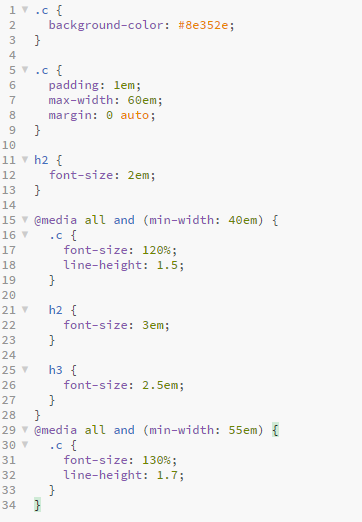 1 .c {
2   background-color: #8e352e;
3 }
4
5 .c {
6   padding: 1em;
7   max-width: 60em;
8   margin: 0 auto;
9 }
10
11 h2 {
12   font-size: 2em;
13 }
14
15 @media all and (min-width: 40em) {
16   .c {
17     font-size: 120%;
18     line-height: 1.5;
19   }
20
21   h2 {
22     font-size: 3em;
23   }
24
25   h3 {
26     font-size: 2.5em;
27   }
28 }
29 @media all and (min-width: 55em) {
30   .c {
31     font-size: 130%;
32     line-height: 1.7;
33   }
34 }